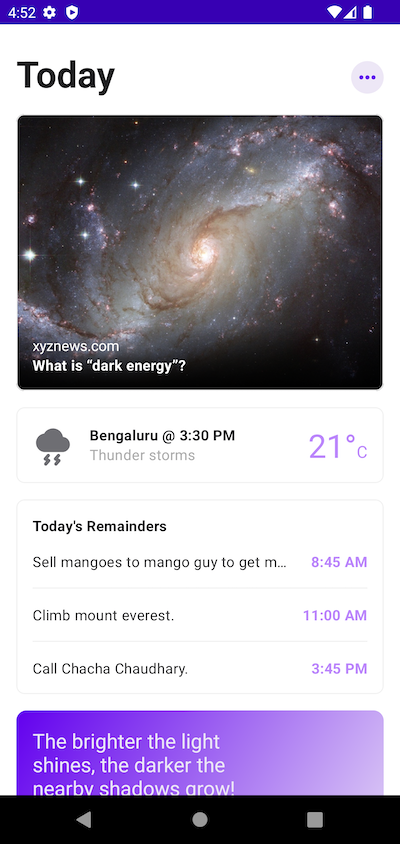 4:52
Today
xyznews.com
What is “dark energy”?
Bengaluru @ 3:30 PM
Thunder storms
21°C
Today's Remainders
Sell mangoes to mango guy to get m... 8:45 AM
Climb mount everest. 11:00 AM
Call Chacha Chaudhary. 3:45 PM
The brighter the light
shines, the darker the
nearby shadows grow!